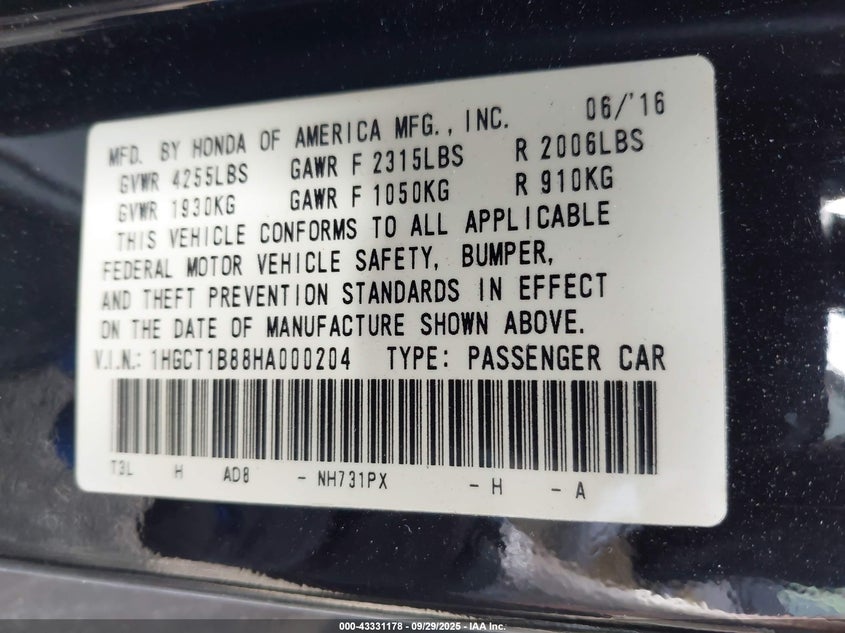 MFD. BY HONDA OF AMERICA MFG., INC. 06/'16
GVWR 4255LBS GAWR F 2315LBS R 2006LBS
GVWR 1930KG GAWR F 1050KG R 910KG
THIS VEHICLE CONFORMS TO ALL APPLICABLE
FEDERAL MOTOR VEHICLE SAFETY, BUMPER,
AND THEFT PREVENTION STANDARDS IN EFFECT
ON THE DATE OF MANUFACTURE SHOWN ABOVE.
V.I.N.: 1HGCT1B88HA000204 TYPE: PASSENGER CAR
T3L H AD8 - NH731PX - H - A
000-43331178 - 09/29/2025 - IAA Inc.